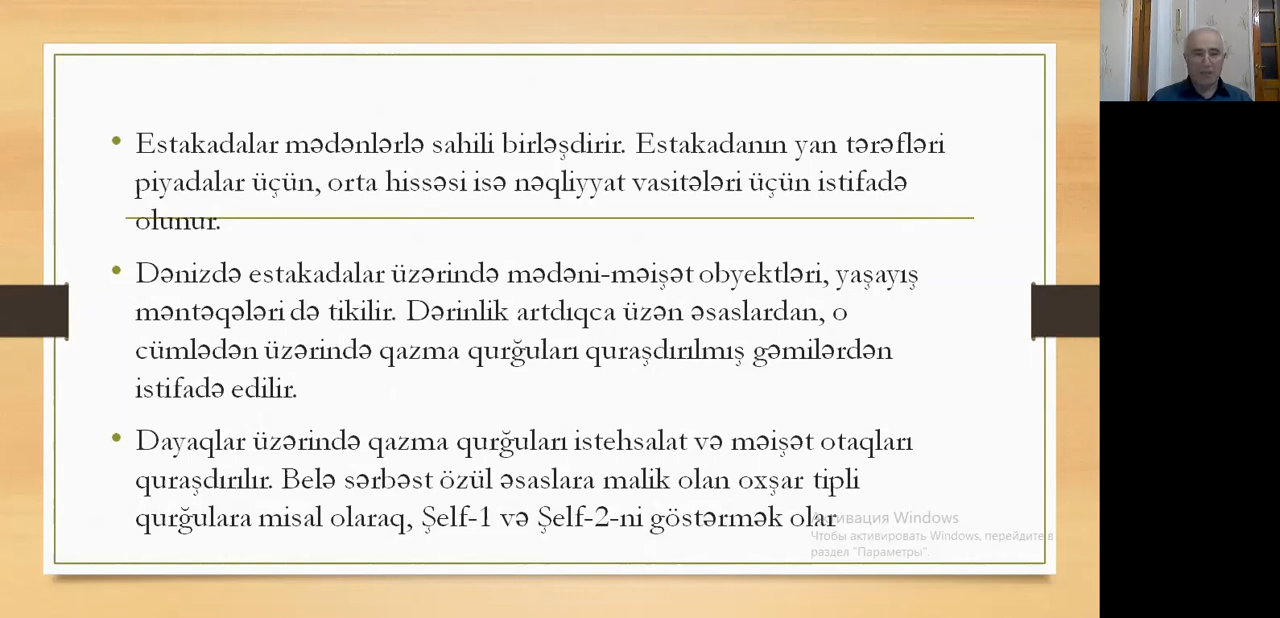 • Estakadalar mədənlərlə sahili birləşdirir. Estakadanın yan tərəfləri
piyadalar üçün, orta hissəsi isə nəqliyyat vasitələri üçün istifadə
olunur.
• Dənizdə estakadalar üzərində mədəni-məişət obyektləri, yaşayış
məntəqələri də tikilir. Dərinlik artdıqca üzən əsaslardan, o
cümlədən üzərində qazma qurğuları quraşdırılmış gəmilərdən
istifadə edilir.
• Dayaqlar üzərində qazma qurğuları istehsalat və məişət otaqları
quraşdırılır. Belə sərbəst özül əsaslara malik olan oxşar tipli
qurğulara misal olaraq, Şelf-1 və Şelf-2-ni göstərmək olar
Активация Windows
Чтобы активировать Windows, перейдите в
раздел "Параметры".